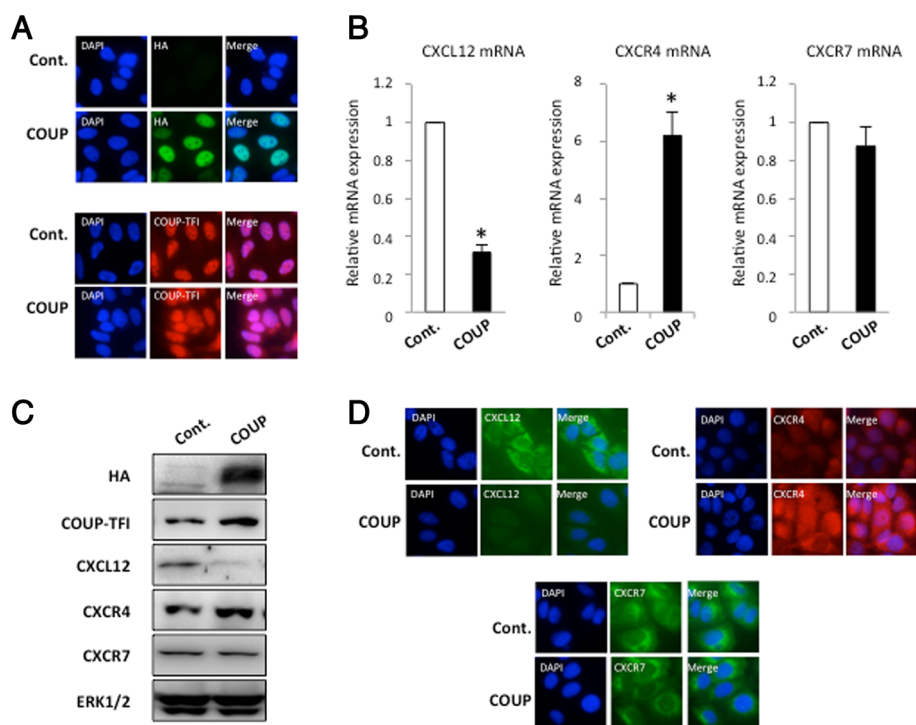 A
DAPI HA Merge
Cont.
DAPI HA Merge
COUP
DAPI COUP-TFI Merge
Cont.
DAPI COUP-TFI Merge
COUP
B
CXCL12 mRNA
Relative mRNA expression
1.2
1
0.8
0.6
0.4
0.2
0
*
Cont. COUP
CXCR4 mRNA
Relative mRNA expression
8
6
4
2
0
*
Cont. COUP
CXCR7 mRNA
Relative mRNA expression
1.2
1
0.8
0.6
0.4
0.2
0
Cont. COUP
C
Cont. COUP
HA
COUP-TFI
CXCL12
CXCR4
CXCR7
ERK1/2
D
DAPI CXCL12 Merge
Cont.
DAPI CXCL12 Merge
COUP
DAPI CXCR4 Merge
Cont.
DAPI CXCR4 Merge
COUP
DAPI CXCR7 Merge
Cont.
DAPI CXCR7 Merge
COUP